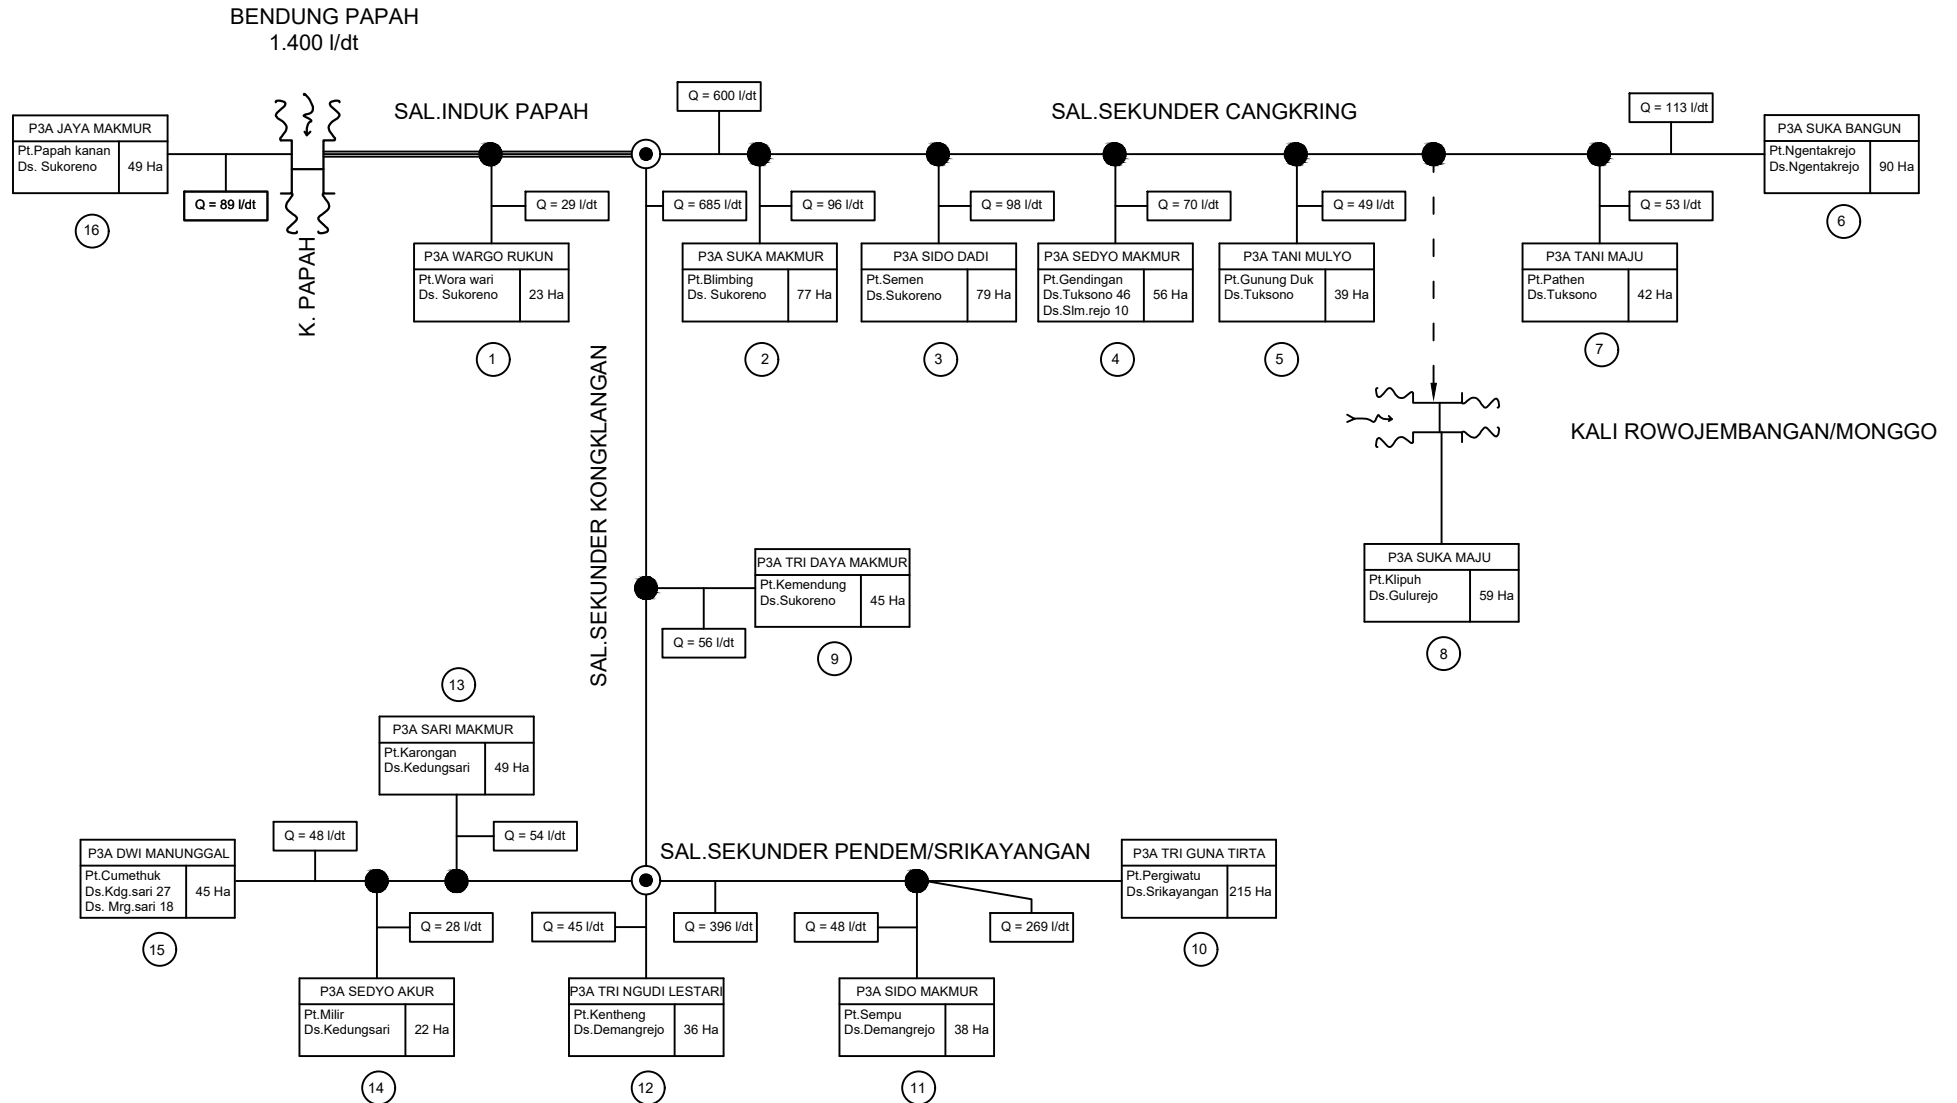 BENDUNG PAPAH
1.400 l/dt
SAL.INDUK PAPAH
Q = 600 l/dt
SAL.SEKUNDER CANGKRING
Q = 113 l/dt
P3A JAYA MAKMUR
Pt.Papah kanan
Ds. Sukoreno
49 Ha
16
Q = 89 l/dt
K. PAPAH
Q = 29 l/dt
P3A WARGO RUKUN
Pt.Wora wari
Ds. Sukoreno
23 Ha
1
Q = 685 l/dt
Q = 96 l/dt
P3A SUKA MAKMUR
Pt.Blimbing
Ds. Sukoreno
77 Ha
2
Q = 98 l/dt
P3A SIDO DADI
Pt.Semen
Ds.Sukoreno
79 Ha
3
Q = 70 l/dt
P3A SEDYO MAKMUR
Pt.Gendingan
Ds.Tuksono 46
Ds.Slm.rejo 10
56 Ha
4
Q = 49 l/dt
P3A TANI MULYO
Pt.Gunung Duk
Ds.Tuksono
39 Ha
5
Q = 53 l/dt
P3A TANI MAJU
Pt.Pathen
Ds.Tuksono
42 Ha
7
P3A SUKA BANGUN
Pt.Ngentakrejo
Ds.Ngentakrejo
90 Ha
6
KALI ROWOJEMBANGAN/MONGGO
P3A SUKA MAJU
Pt.Klipuh
Ds.Gulurejo
59 Ha
8
SAL.SEKUNDER KONGKLANGAN
P3A TRI DAYA MAKMUR
Pt.Kemendung
Ds.Sukoreno
45 Ha
Q = 56 l/dt
9
13
P3A SARI MAKMUR
Pt.Karongan
Ds.Kedungsari
49 Ha
Q = 54 l/dt
Q = 48 l/dt
P3A DWI MANUNGGAL
Pt.Cumethuk
Ds.Kdg.sari 27
Ds. Mrg.sari 18
45 Ha
15
Q = 28 l/dt
P3A SEDYO AKUR
Pt.Milir
Ds.Kedungsari
22 Ha
14
SAL.SEKUNDER PENDEM/SRIKAYANGAN
Q = 45 l/dt
Q = 396 l/dt
P3A TRI NGUDI LESTARI
Pt.Kentheng
Ds.Demangrejo
36 Ha
12
Q = 48 l/dt
Q = 269 l/dt
P3A SIDO MAKMUR
Pt.Sempu
Ds.Demangrejo
38 Ha
11
P3A TRI GUNA TIRTA
Pt.Pergiwatu
Ds.Srikayangan
215 Ha
10